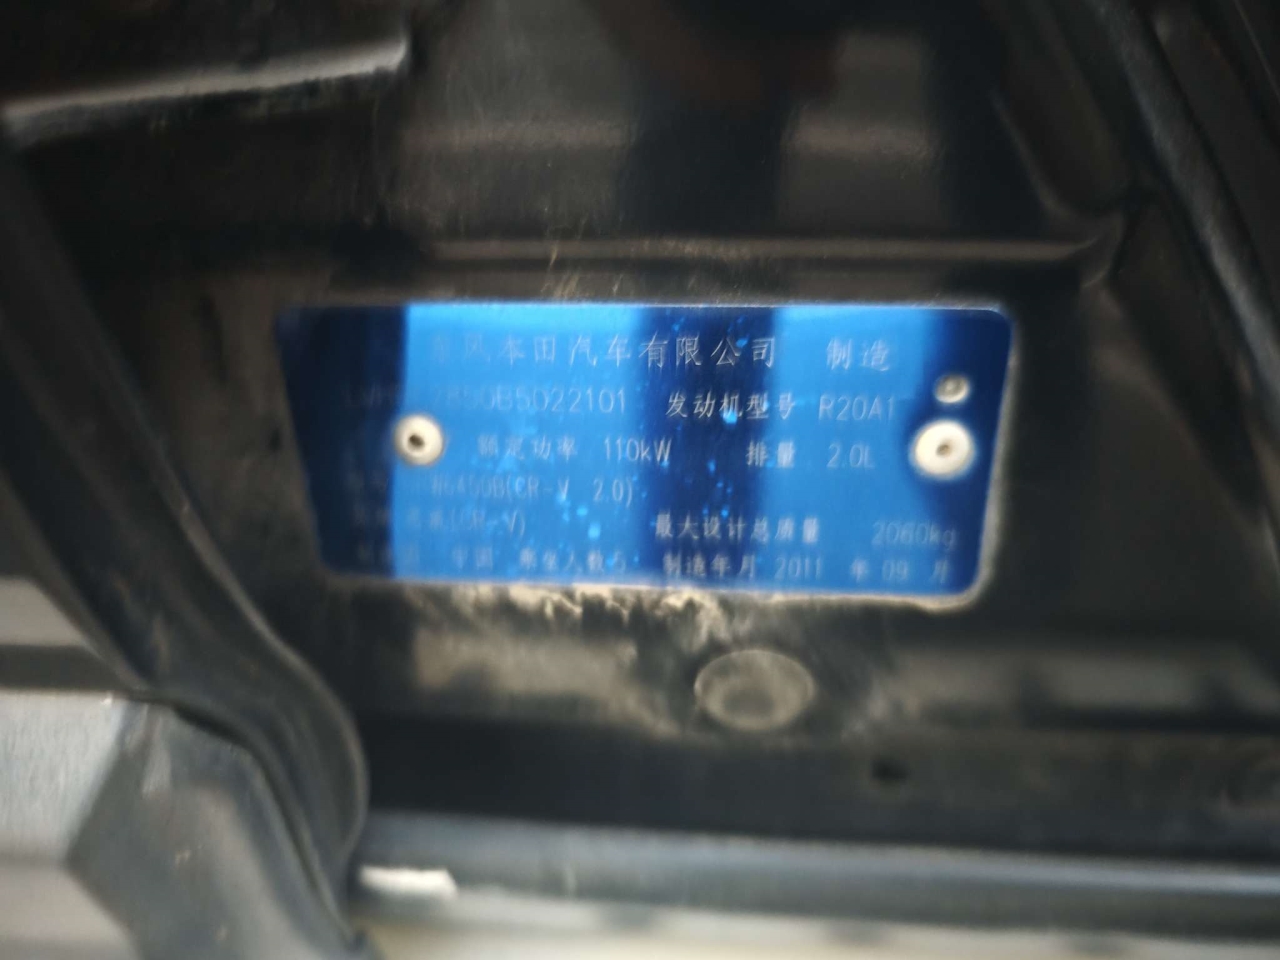 东风本田汽车有限公司 制造
50B5022101 发动机型号 R20A1
额定功率 110kW 排量 2.0L
(CR-V 2.0)
(CR-V) 最大设计总质量 2060kg
中国 乘坐人数 5 制造年月 2011 年 09 月